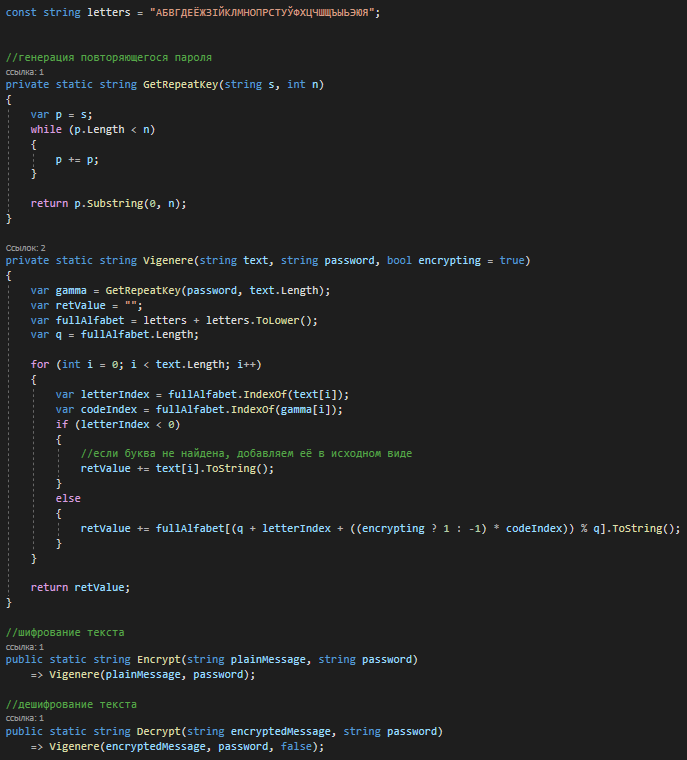 const string letters = "АБВГДЕЁЖЗІЙКЛМНОПРСТУЎФХЦЧШЩЪЫЬЭЮЯ";
//генерация повторяющегося пароля
ссылка: 1
private static string GetRepeatKey(string s, int n)
{
var p = s;
while (p.Length < n)
{
p += p;
}
return p.Substring(0, n);
}
Ссылок: 2
private static string Vigenere(string text, string password, bool encrypting = true)
{
var gamma = GetRepeatKey(password, text.Length);
var retValue = "";
var fullAlfabet = letters + letters.ToLower();
var q = fullAlfabet.Length;
for (int i = 0; i < text.Length; i++)
{
var letterIndex = fullAlfabet.IndexOf(text[i]);
var codeIndex = fullAlfabet.IndexOf(gamma[i]);
if (letterIndex < 0)
{
//если буква не найдена, добавляем её в исходном виде
retValue += text[i].ToString();
}
else
{
retValue += fullAlfabet[(q + letterIndex + ((encrypting ? 1 : -1) * codeIndex)) % q].ToString();
}
}
return retValue;
}
//шифрование текста
ссылка: 1
public static string Encrypt(string plainMessage, string password)
=> Vigenere(plainMessage, password);
//дешифрование текста
ссылка: 1
public static string Decrypt(string encryptedMessage, string password)
=> Vigenere(encryptedMessage, password, false);